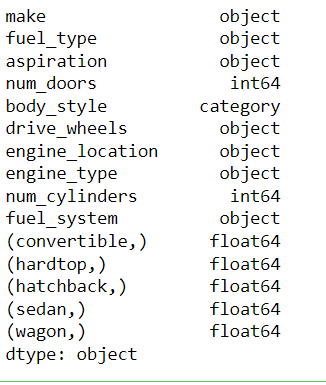 make object
fuel_type object
aspiration object
num_doors int64
body_style category
drive_wheels object
engine_location object
engine_type object
num_cylinders int64
fuel_system object
(convertible,) float64
(hardtop,) float64
(hatchback,) float64
(sedan,) float64
(wagon,) float64
dtype: object